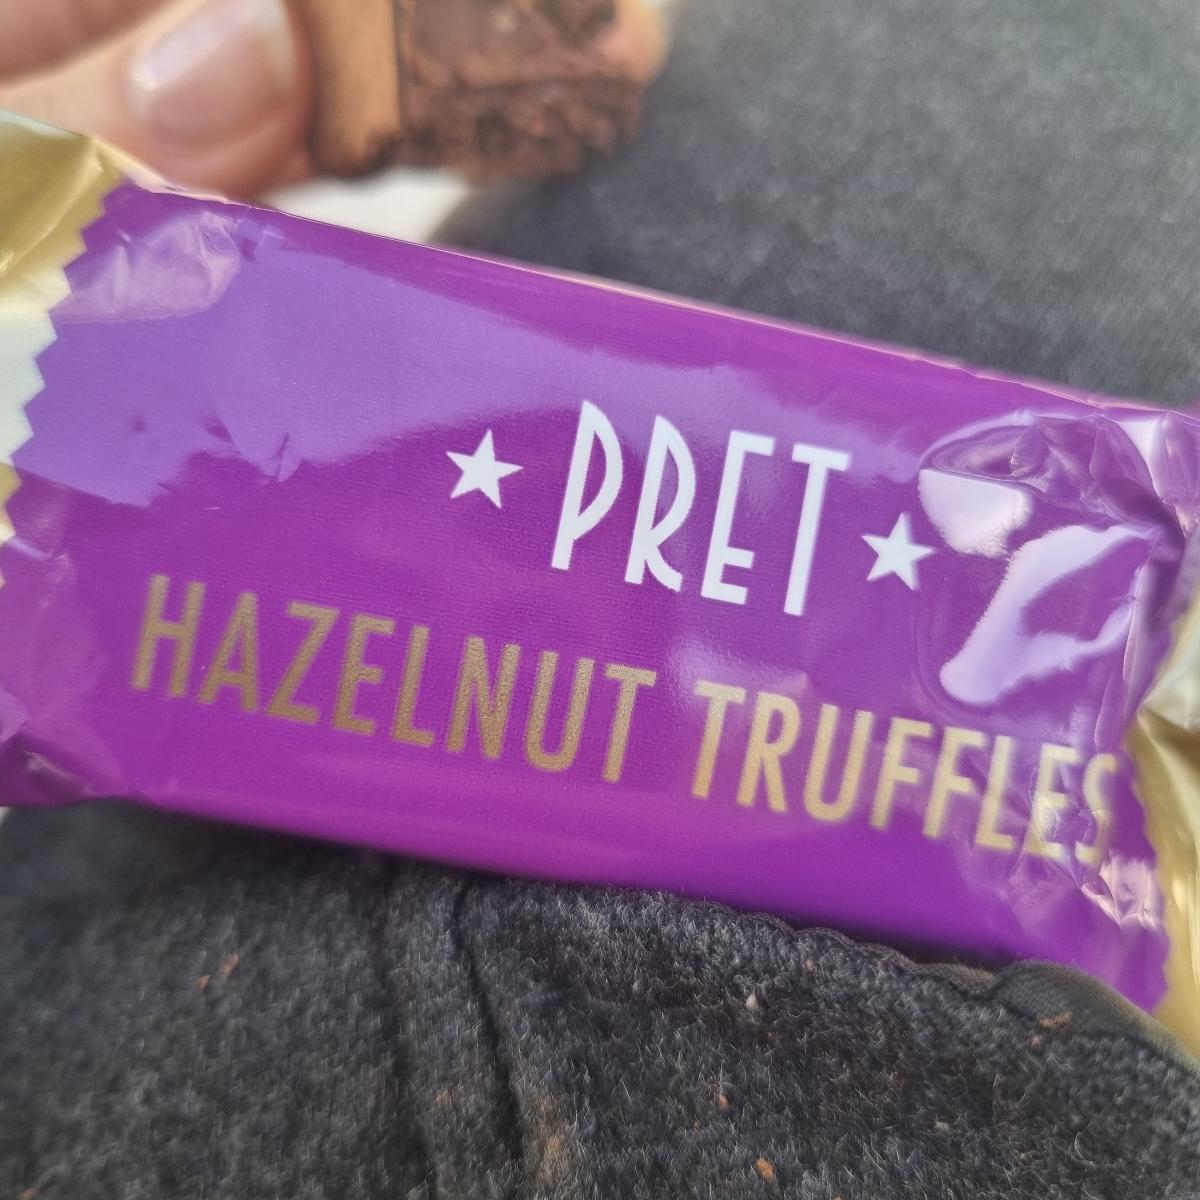 ★ PRET ★
HAZELNUT TRUFFLES